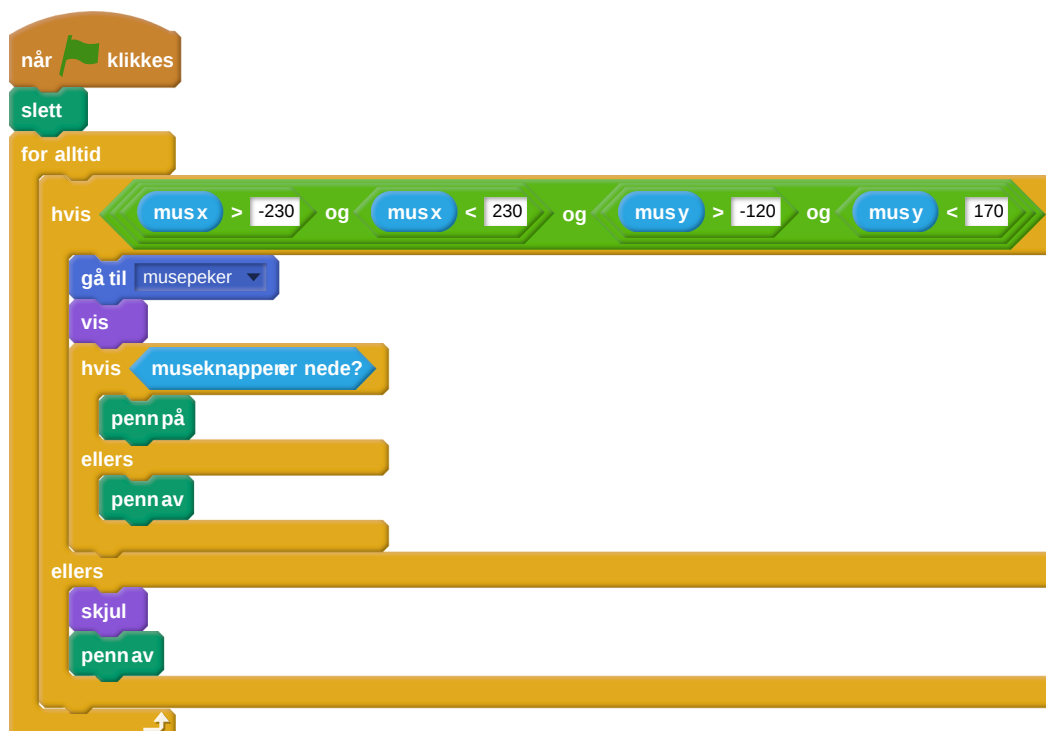 når klikkes
slett
for alltid
hvis mus x > -230 og mus x < 230 og mus y > -120 og mus y < 170
gå til musepeker
vis
hvis museknappen er nede?
penn på
ellers
penn av
ellers
skjul
penn av